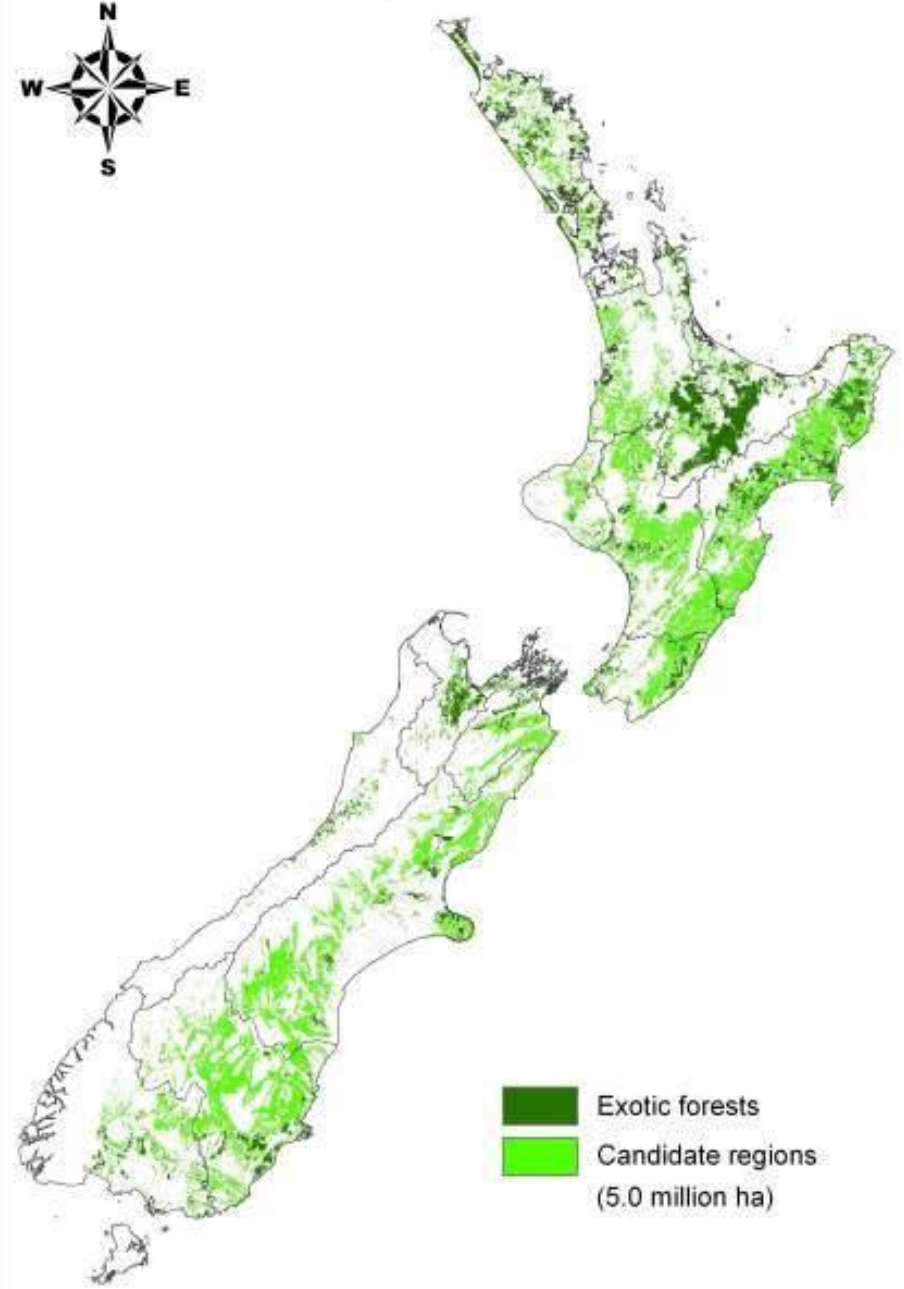 N
W E
S
Exotic forests
Candidate regions
(5.0 million ha)